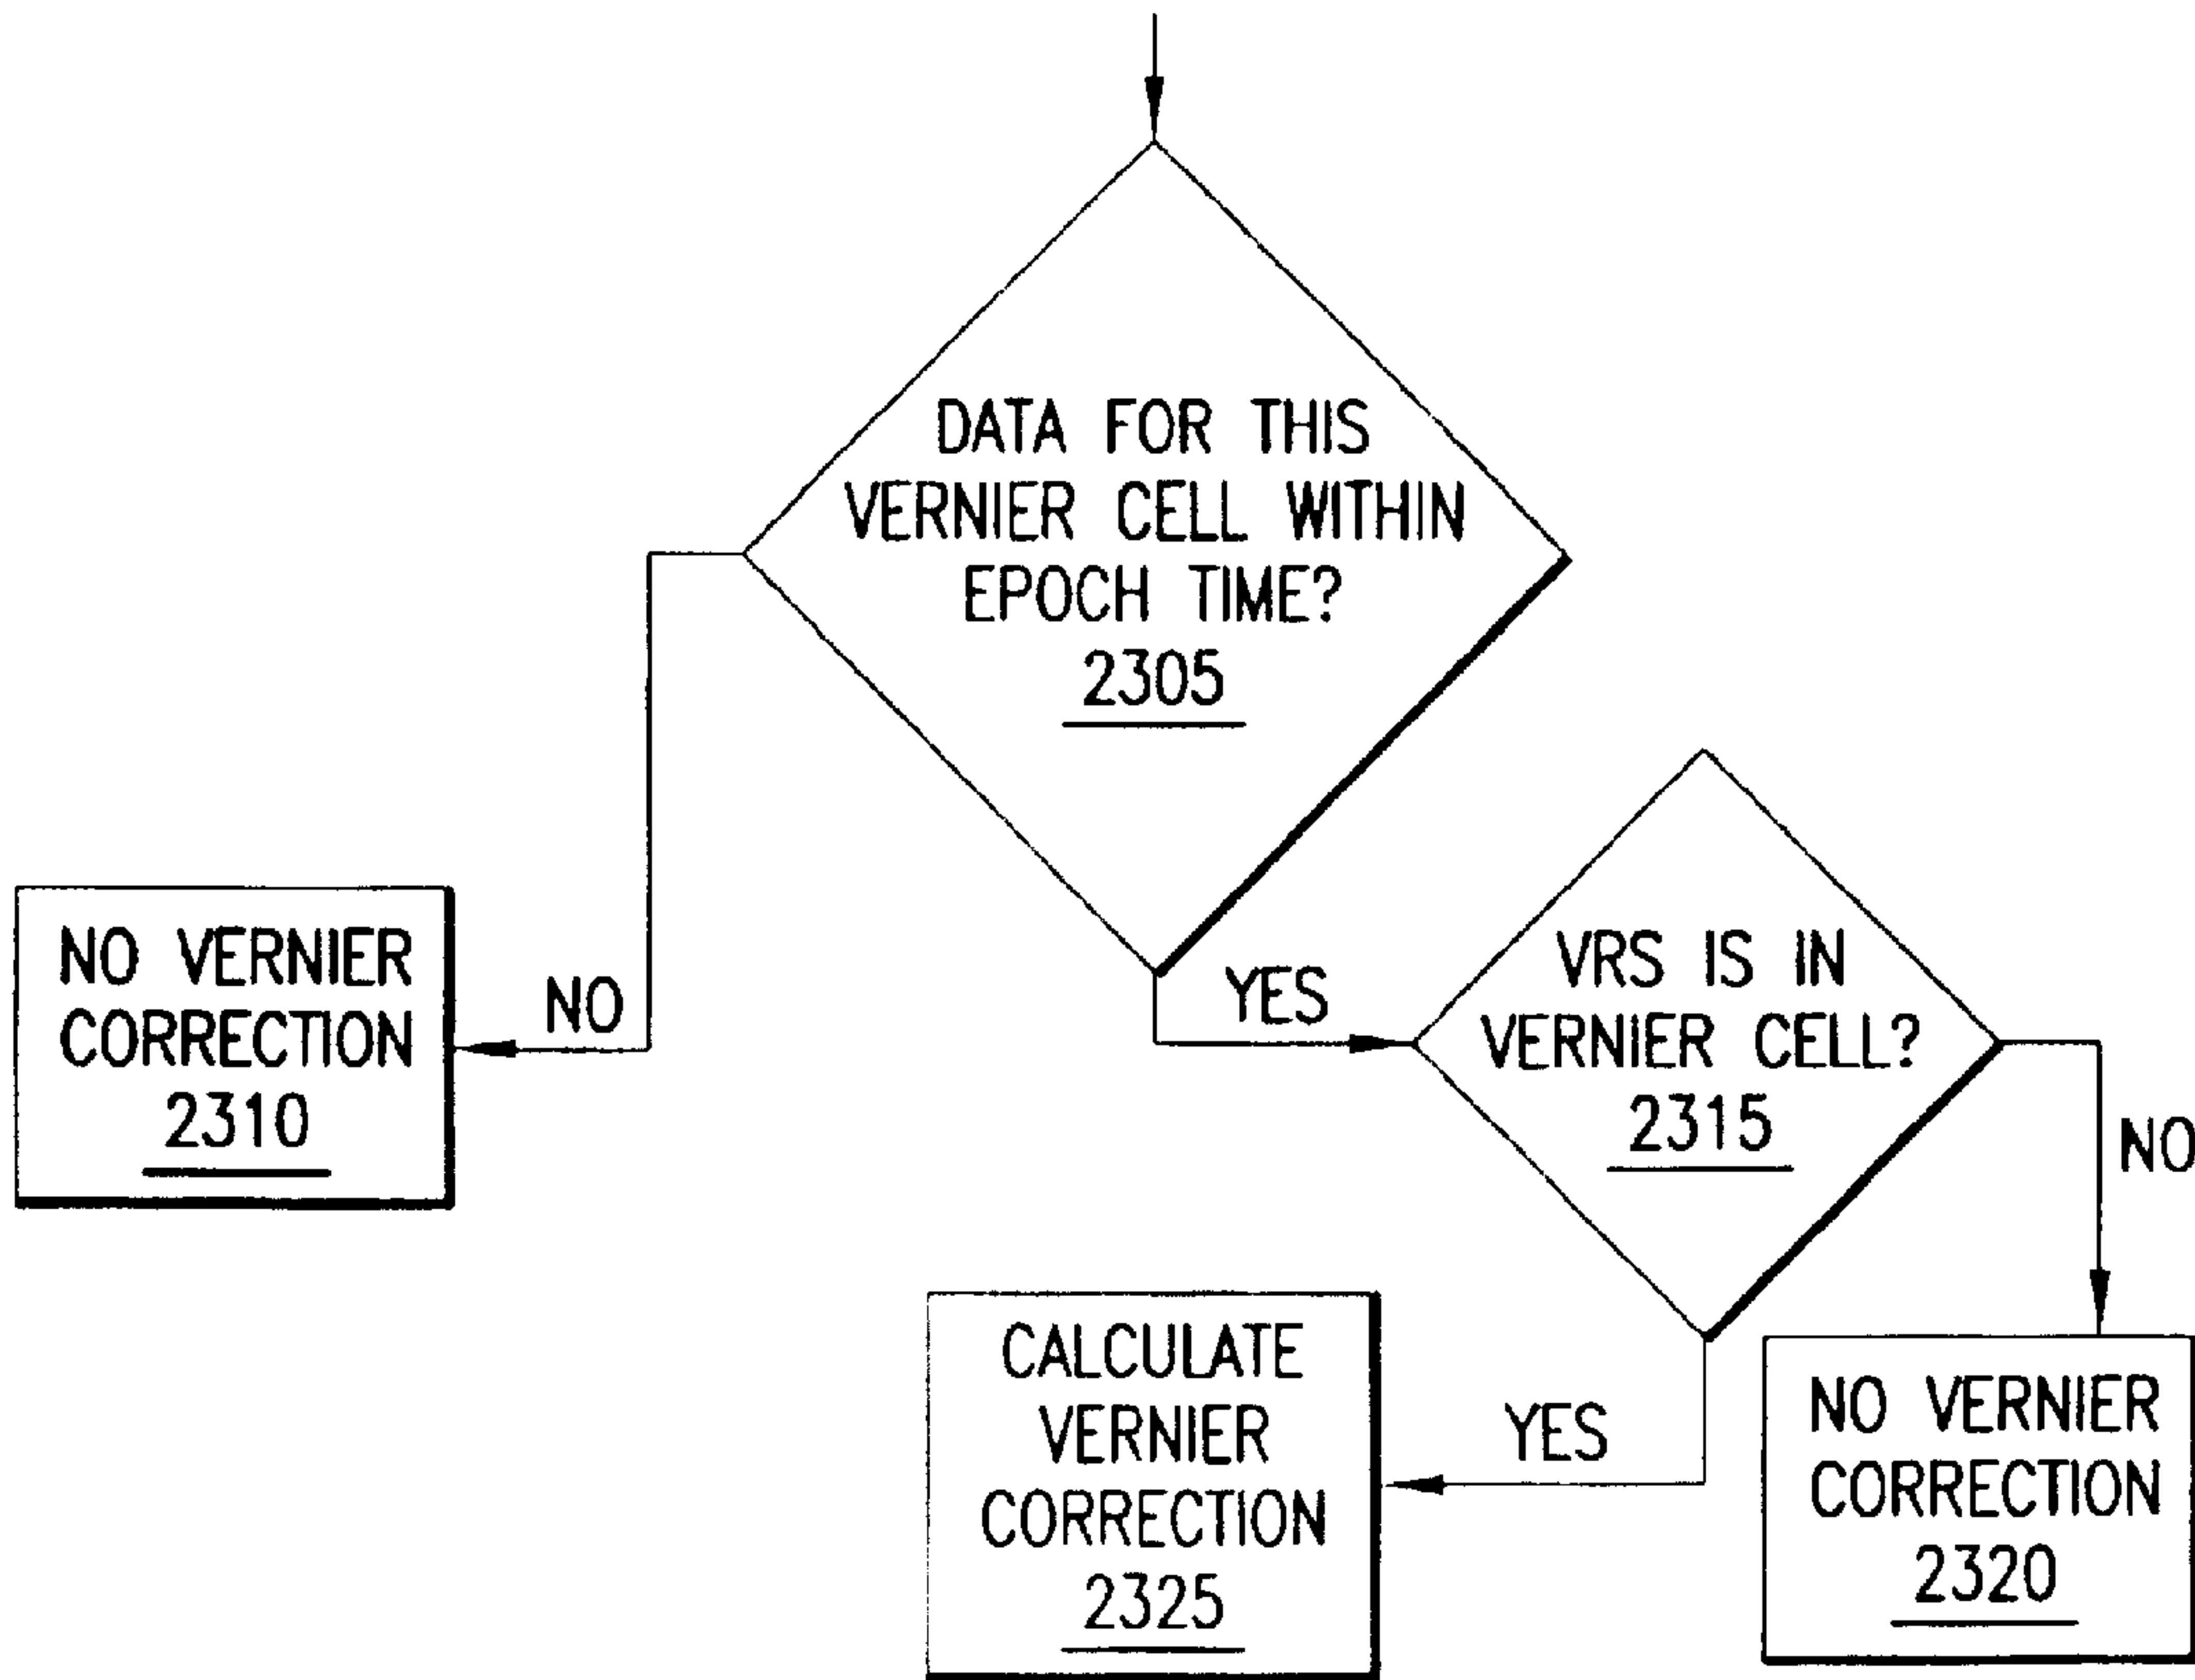 DATA FOR THIS
VERNIER CELL WITHIN
EPOCH TIME?
2305
NO VERNIER
CORRECTION
2310
NO
YES
VRS IS IN
VERNIER CELL?
2315
NO
CALCULATE
VERNIER
CORRECTION
2325
YES
NO VERNIER
CORRECTION
2320